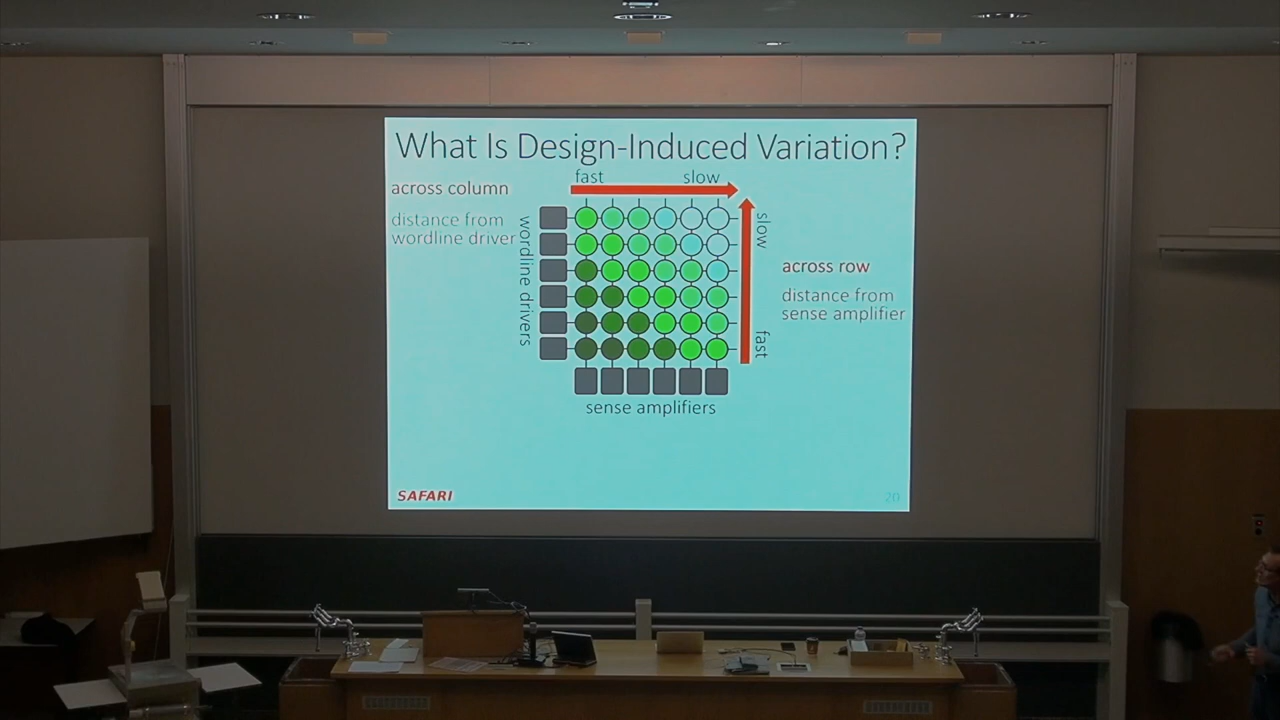 What Is Design-Induced Variation?
fast slow
across column
distance from
wordline driver
wordline drivers
slow
fast
across row
distance from
sense amplifier
sense amplifiers
SAFARI
20